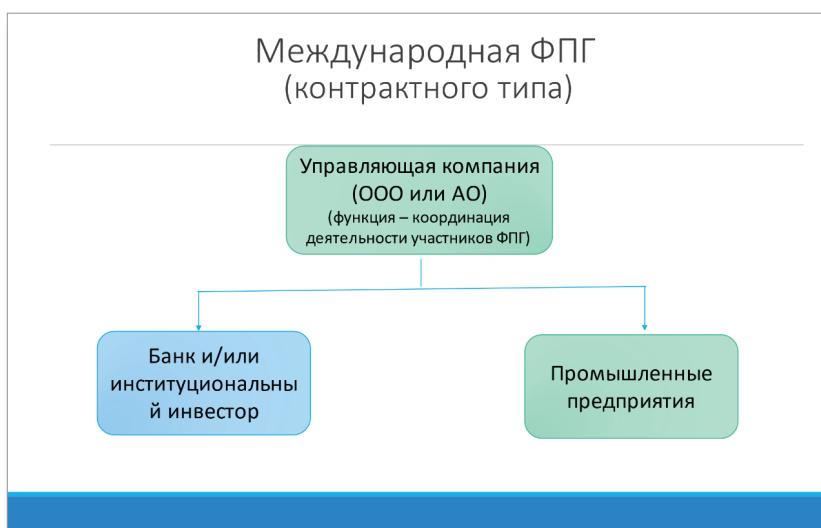 Международная ФПГ
(контрактного типа)
Управляющая компания
(ООО или АО)
(функция – координация
деятельности участников ФПГ)
Банк и/или
институциональны
й инвестор
Промышленные
предприятия